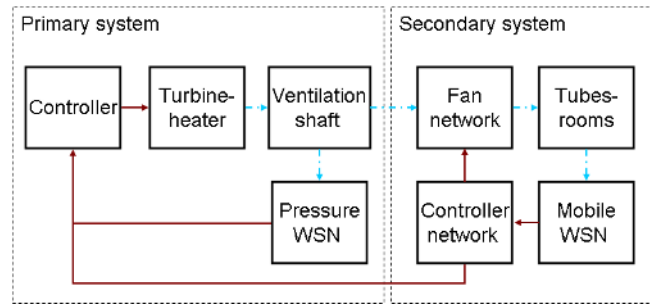 Primary system
Secondary system
Controller
Turbine-
heater
Ventilation
shaft
Fan
network
Tubes-
rooms
Pressure
WSN
Controller
network
Mobile
WSN